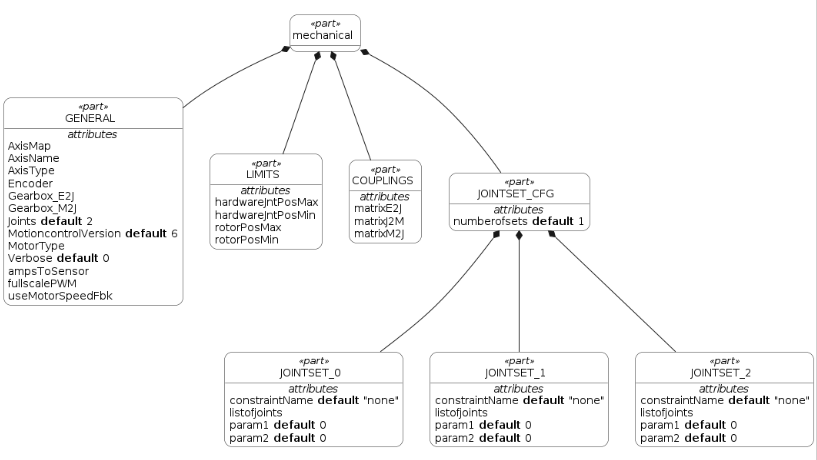 «part»
mechanical
«part»
GENERAL
attributes
AxisMap
AxisName
AxisType
Encoder
Gearbox_E2J
Gearbox_M2J
Joints default 2
MotioncontrolVersion default 6
MotorType
Verbose default 0
ampsToSensor
fullscalePWM
useMotorSpeedFbk
«part»
LIMITS
attributes
hardwareJntPosMax
hardwareJntPosMin
rotorPosMax
rotorPosMin
«part»
COUPLINGS
attributes
matrixE2J
matrixJ2M
matrixM2J
«part»
JOINTSET_CFG
attributes
numberofsets default 1
«part»
JOINTSET_0
attributes
constraintName default "none"
listofjoints
param1 default 0
param2 default 0
«part»
JOINTSET_1
attributes
constraintName default "none"
listofjoints
param1 default 0
param2 default 0
«part»
JOINTSET_2
attributes
constraintName default "none"
listofjoints
param1 default 0
param2 default 0